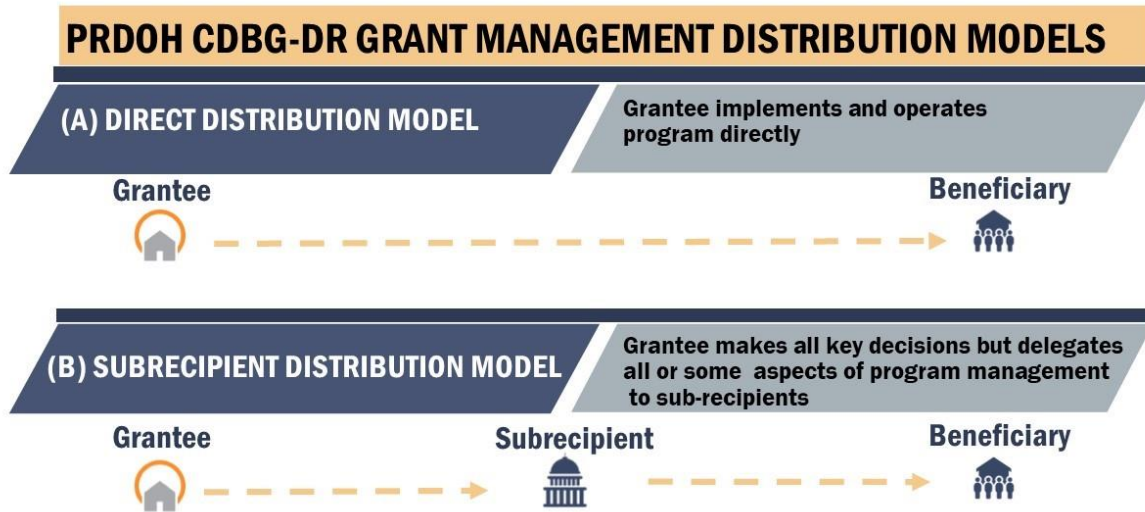 PRDOH CDBG-DR GRANT MANAGEMENT DISTRIBUTION MODELS
(A) DIRECT DISTRIBUTION MODEL
Grantee implements and operates
program directly
Grantee
Beneficiary
(B) SUBRECIPIENT DISTRIBUTION MODEL
Grantee makes all key decisions but delegates
all or some aspects of program management
to sub-recipients
Grantee
Subrecipient
Beneficiary